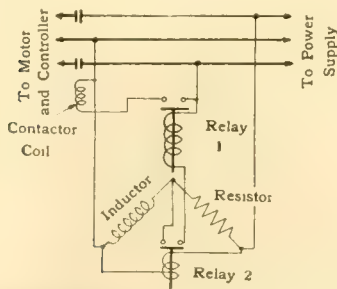 To Motor
and Controller
To Power
Supply
Contactor
Coil
Relay
1
Inductor
Resistor
Relay 2